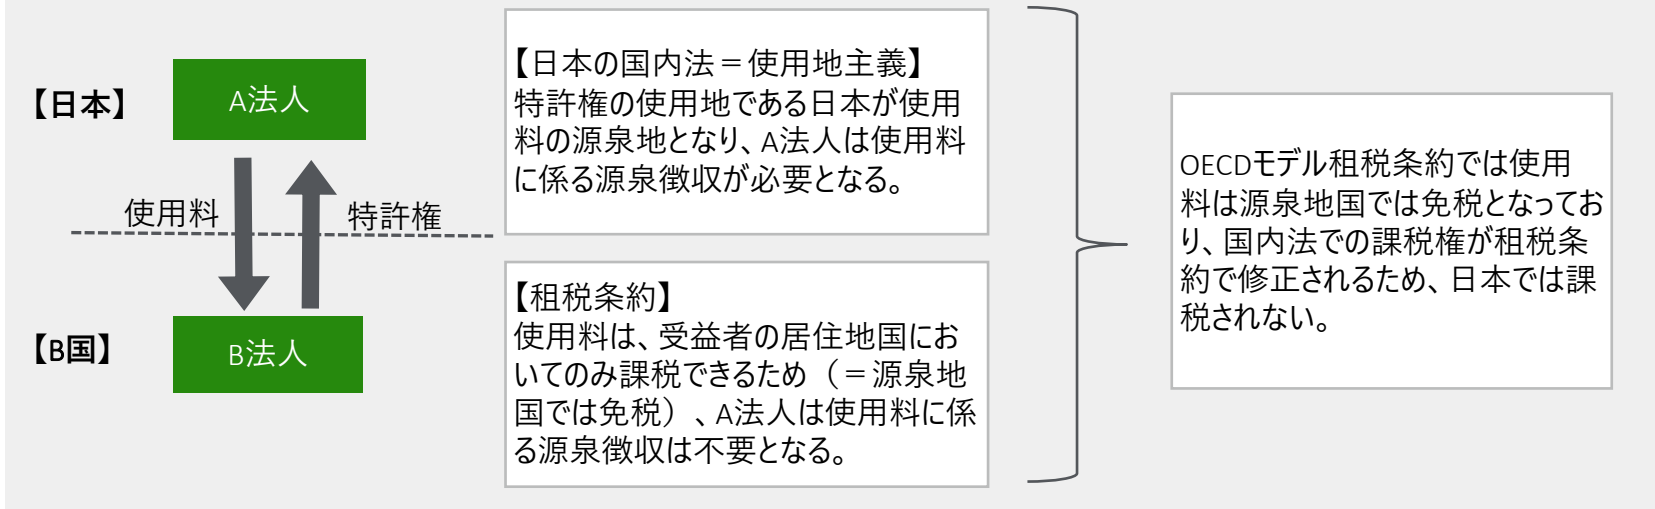 【日本】
A法人
使用料
特許権
【B国】
B法人
【日本の国内法＝使用地主義】
特許権の使用地である日本が使用
料の源泉地となり、A法人は使用料
に係る源泉徴収が必要となる。
【租税条約】
使用料は、受益者の居住地国にお
いてのみ課税できるため（＝源泉地
国では免税）、A法人は使用料に係
る源泉徴収は不要となる。
OECDモデル租税条約では使用
料は源泉地国では免税となってお
り、国内法での課税権が租税条
約で修正されるため、日本では課
税されない。